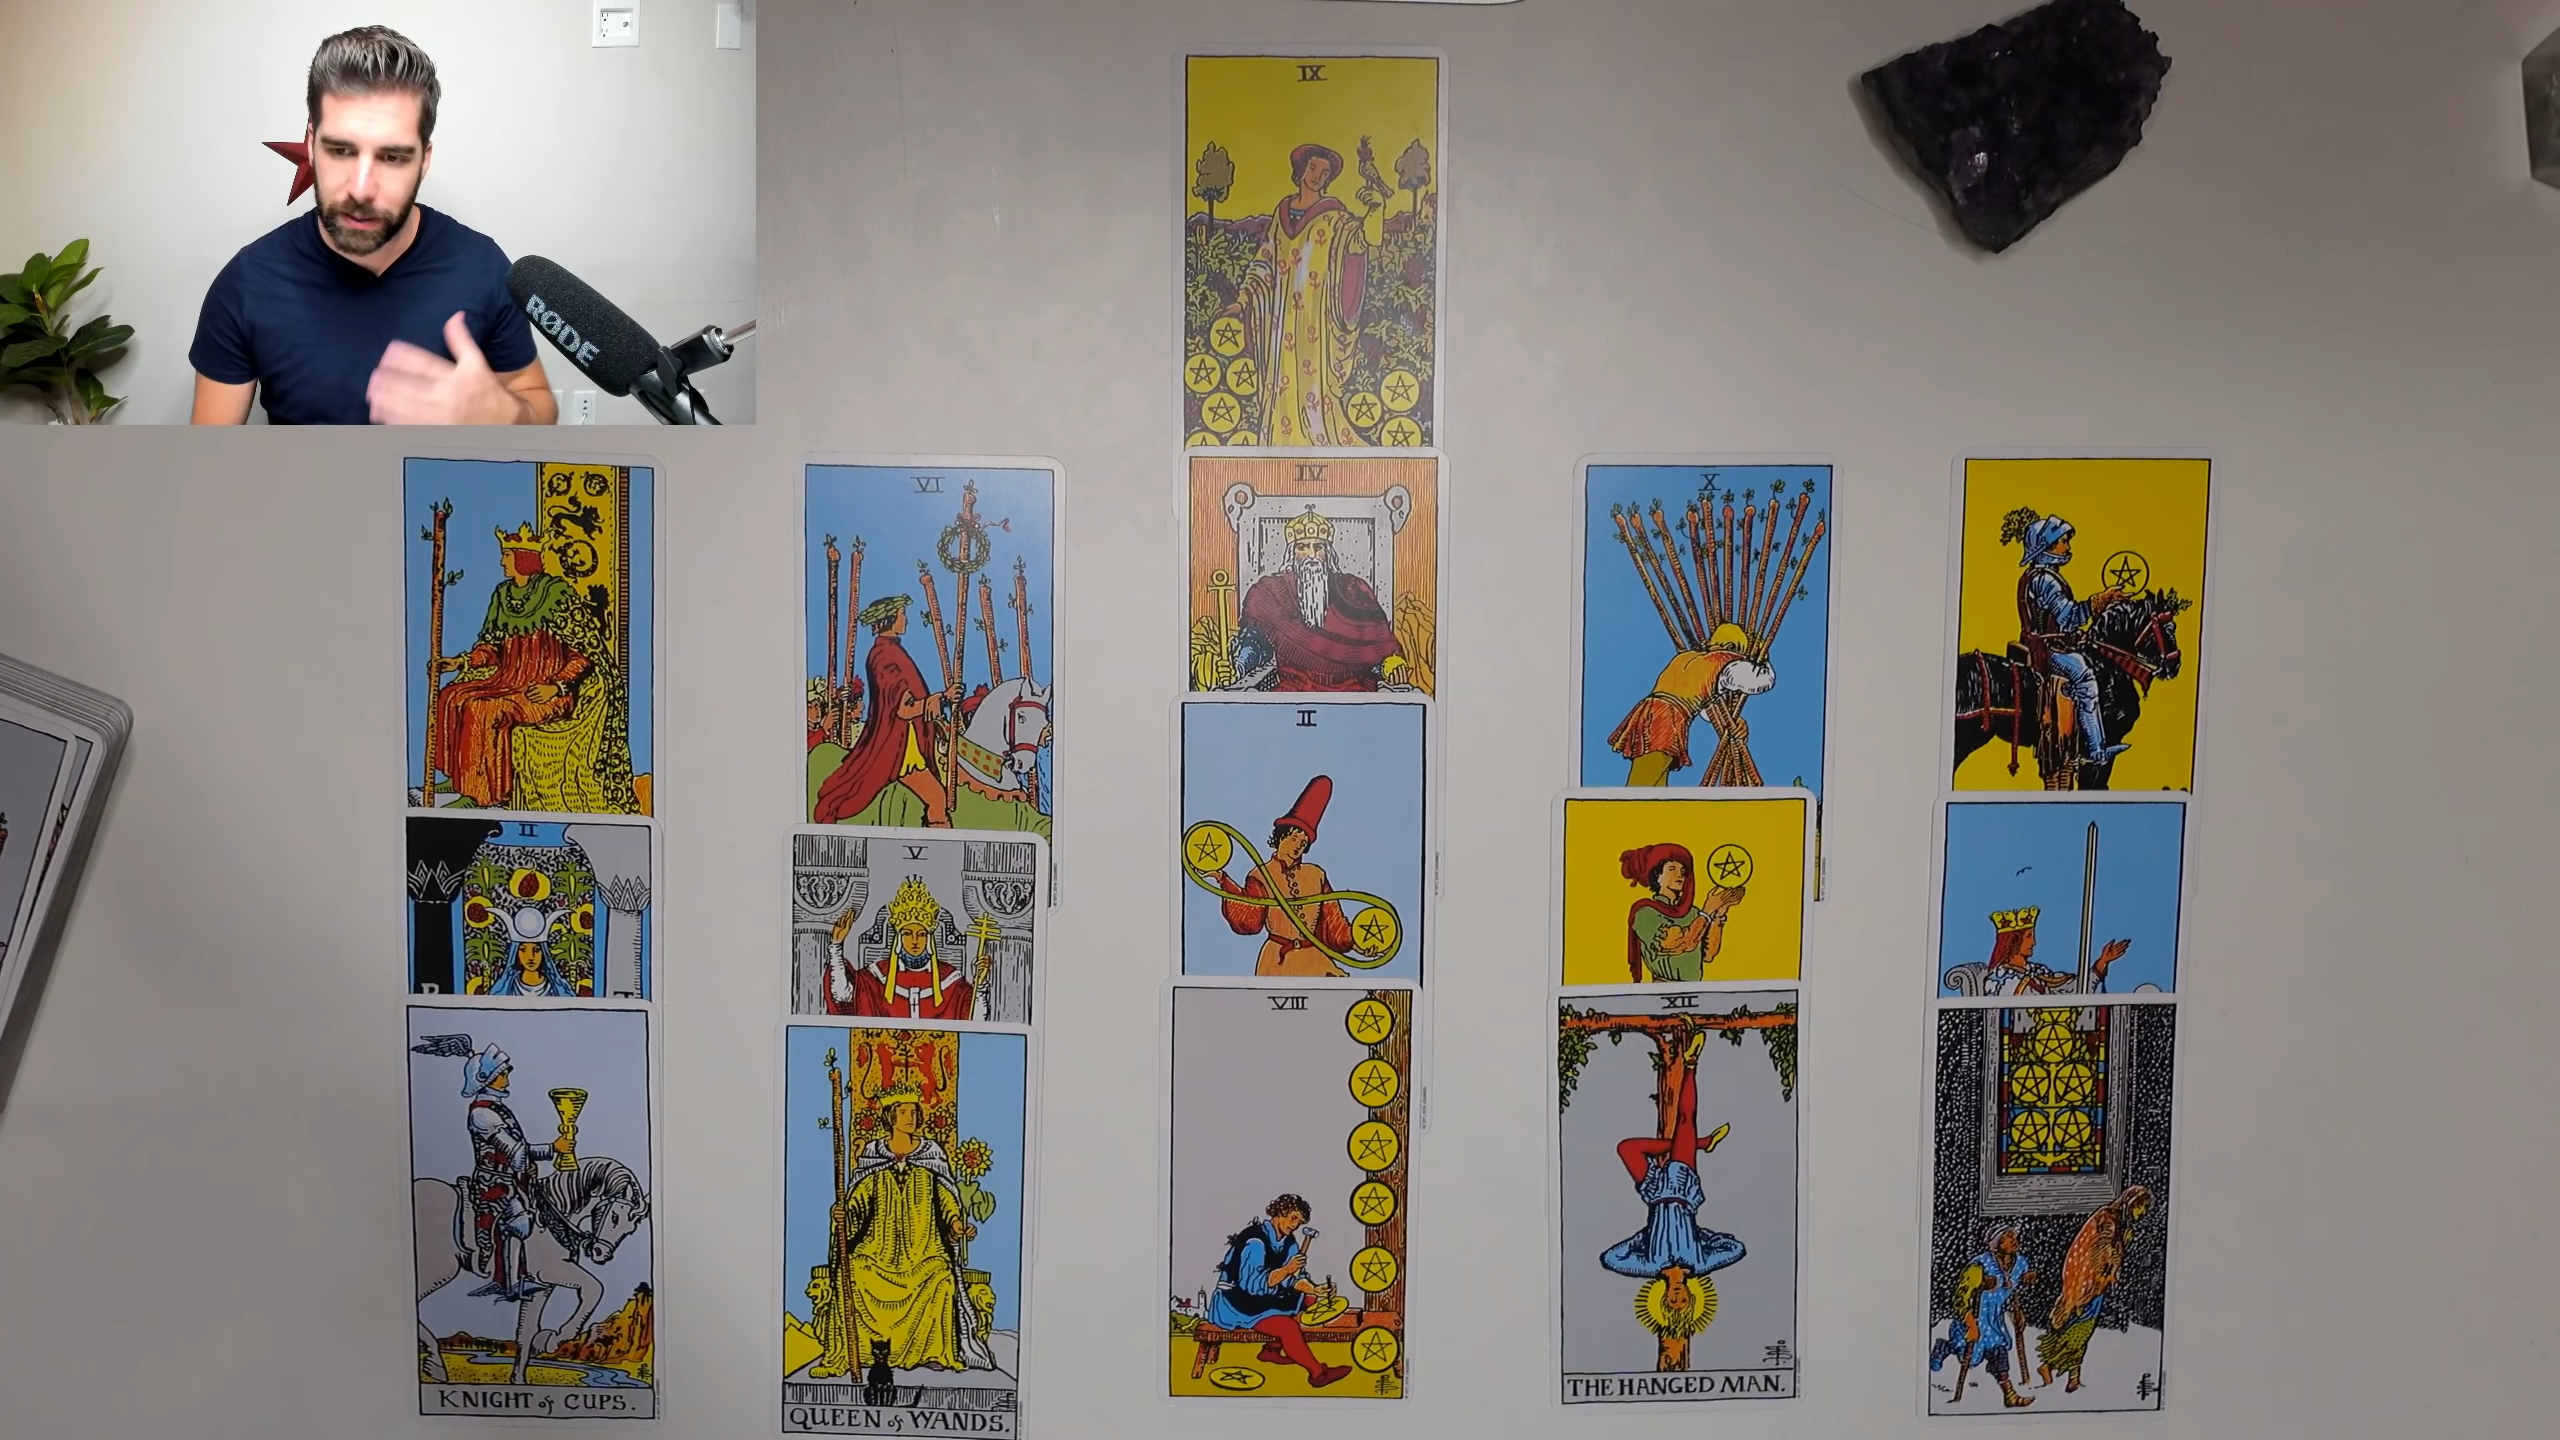 RØDE
IX
VI
IV
X
II
V
II
B
VIII
XII
KNIGHT of CUPS.
QUEEN of WANDS.
THE HANGED MAN.